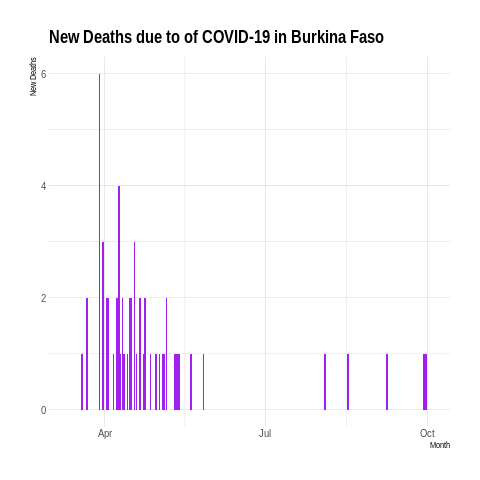 New Deaths due to of COVID-19 in Burkina Faso
New Deaths
6
4
2
0
Apr
Jul
Oct
Month